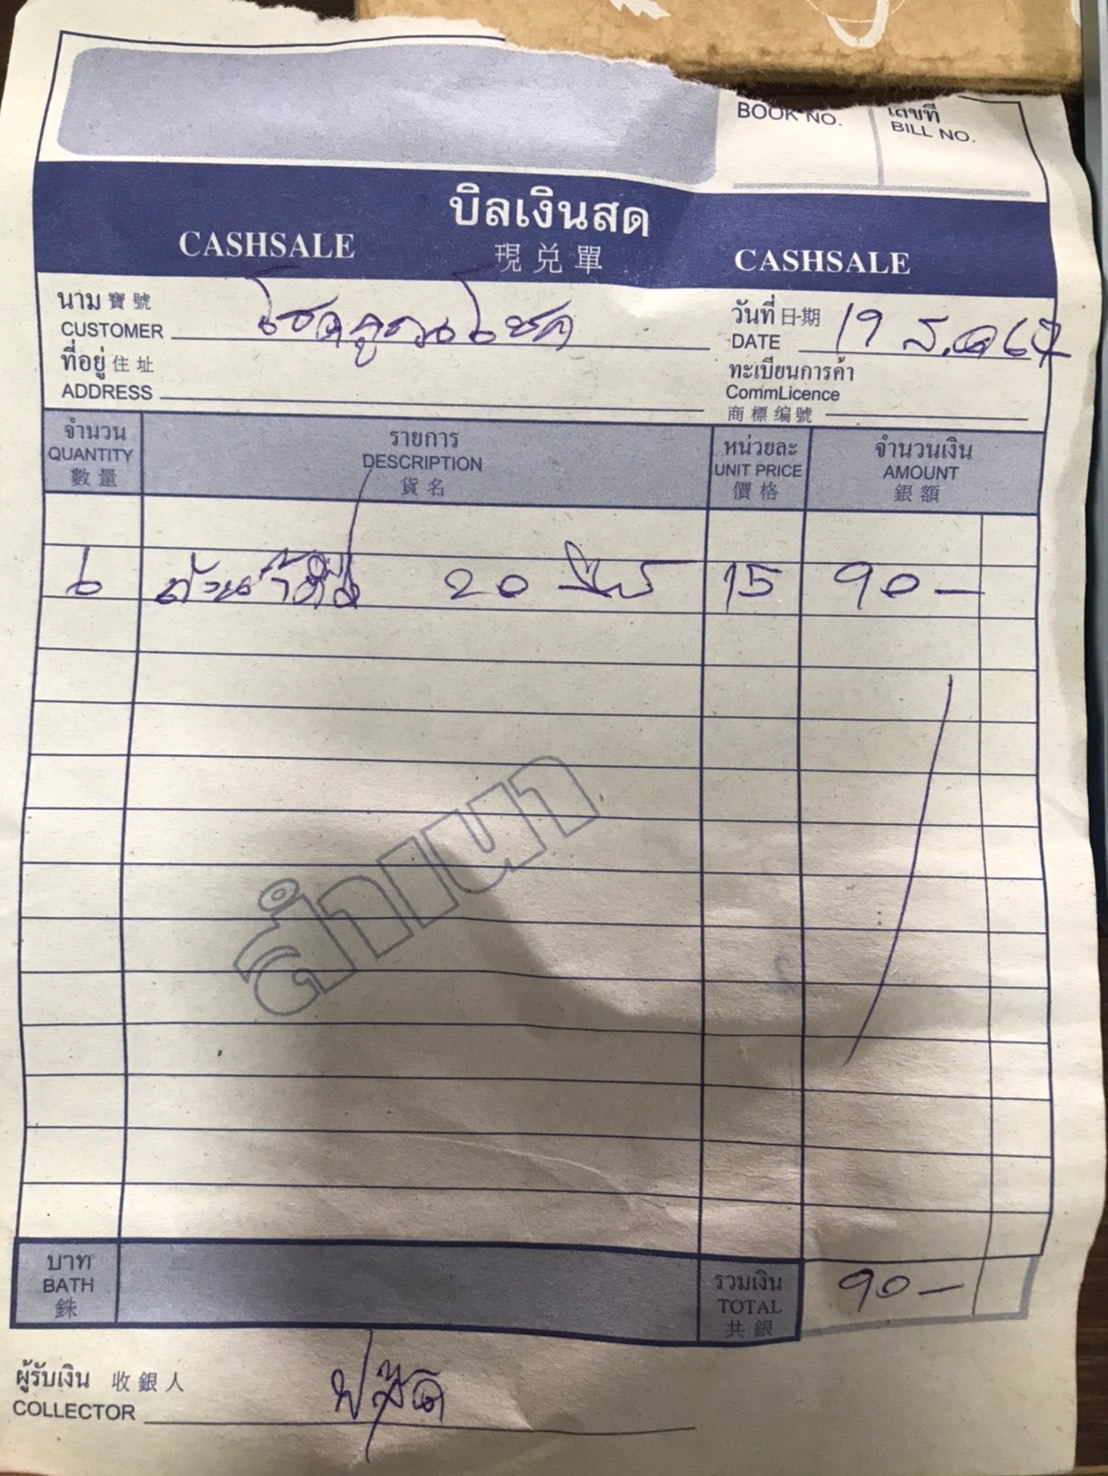 BOOK NO.
เลขที่
BILL NO.
บิลเงินสด
CASHSALE 現兑單 CASHSALE
นาม 寶號
CUSTOMER โชคคูณโชค
วันที่ 日期
DATE 19 ธ.ค 67
ที่อยู่ 住址
ADDRESS
ทะเบียนการค้า
CommLicence
商標编號
จำนวน
QUANTITY
數量
รายการ
DESCRIPTION
貨名
หน่วยละ
UNIT PRICE
價格
จำนวนเงิน
AMOUNT
銀額
6 20 15 90-
สำเนา
บาท
BATH
銖
รวมเงิน
TOTAL
共銀
90-
ผู้รับเงิน 收銀人
COLLECTOR